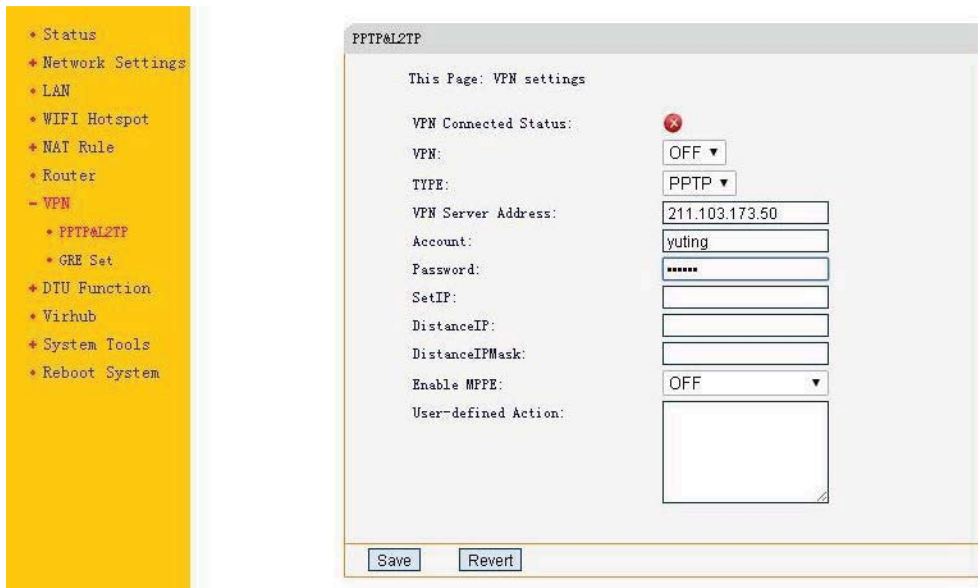 Status
Network Settings
LAN
WIFI Hotspot
NAT Rule
Router
VPN
PPTP&L2TP
GRE Set
DTU Function
Virhub
System Tools
Reboot System
PPTP&L2TP
This Page: VPN settings
VPN Connected Status:
VPN: OFF
TYPE: PPTP
VPN Server Address: 211.103.173.50
Account: yuting
Password: ••••••
SetIP:
DistanceIP:
DistanceIPMask:
Enable MPPE: OFF
User-defined Action:
Save Revert